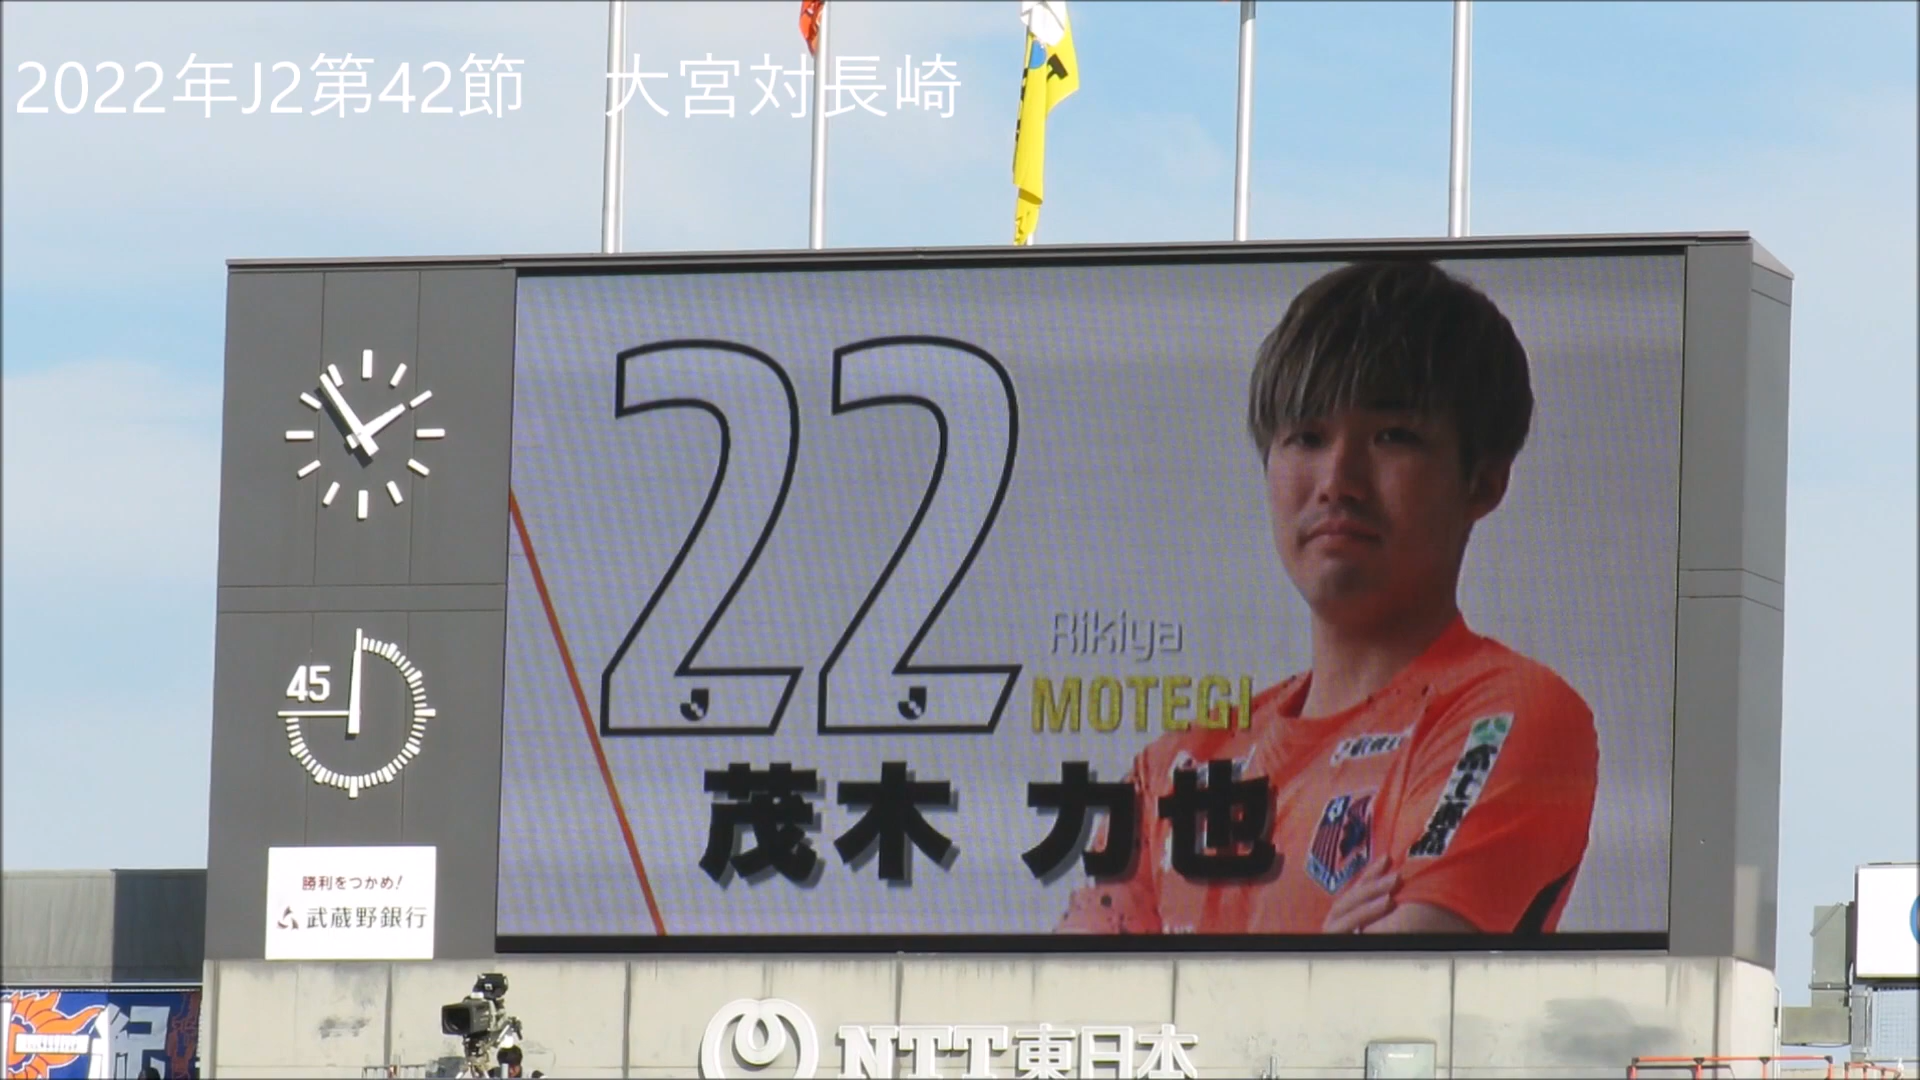 2022年J2第42節　大宮対長崎
22
Rikiya
MOTEGI
茂木 力也
45
勝利をつかめ!
武蔵野銀行
NTT東日本
紀